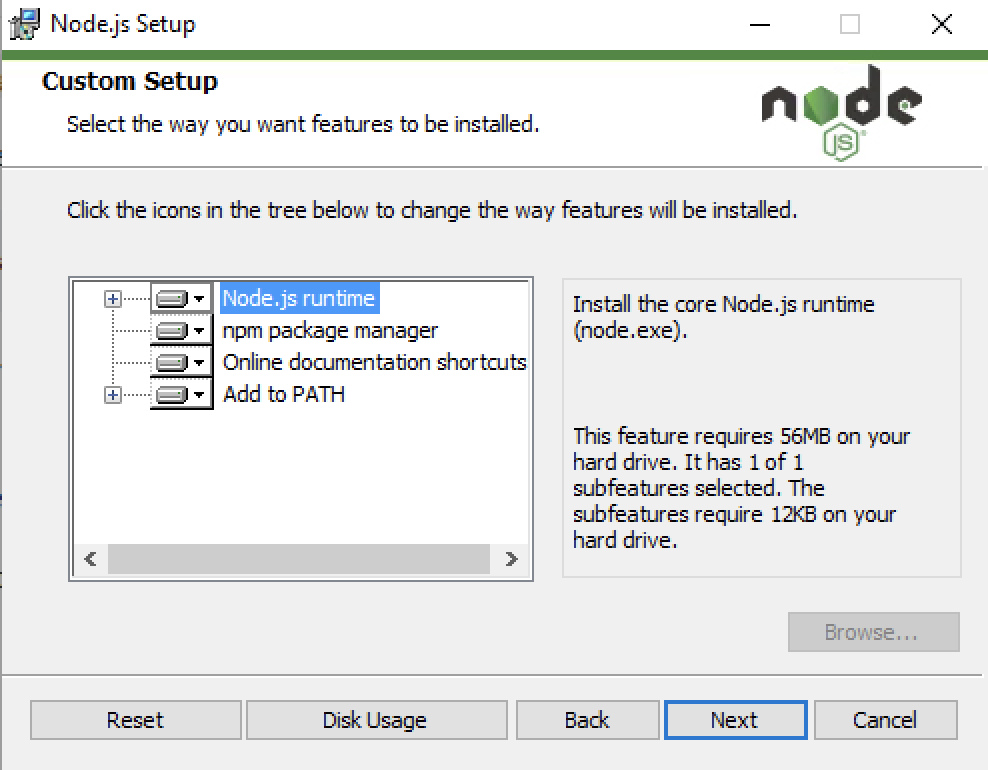 Node.js Setup
Custom Setup
Select the way you want features to be installed.
node
JS
Click the icons in the tree below to change the way features will be installed.
Node.js runtime
npm package manager
Online documentation shortcuts
Add to PATH
Install the core Node.js runtime
(node.exe).
This feature requires 56MB on your
hard drive. It has 1 of 1
subfeatures selected. The
subfeatures require 12KB on your
hard drive.
Browse...
Reset
Disk Usage
Back
Next
Cancel